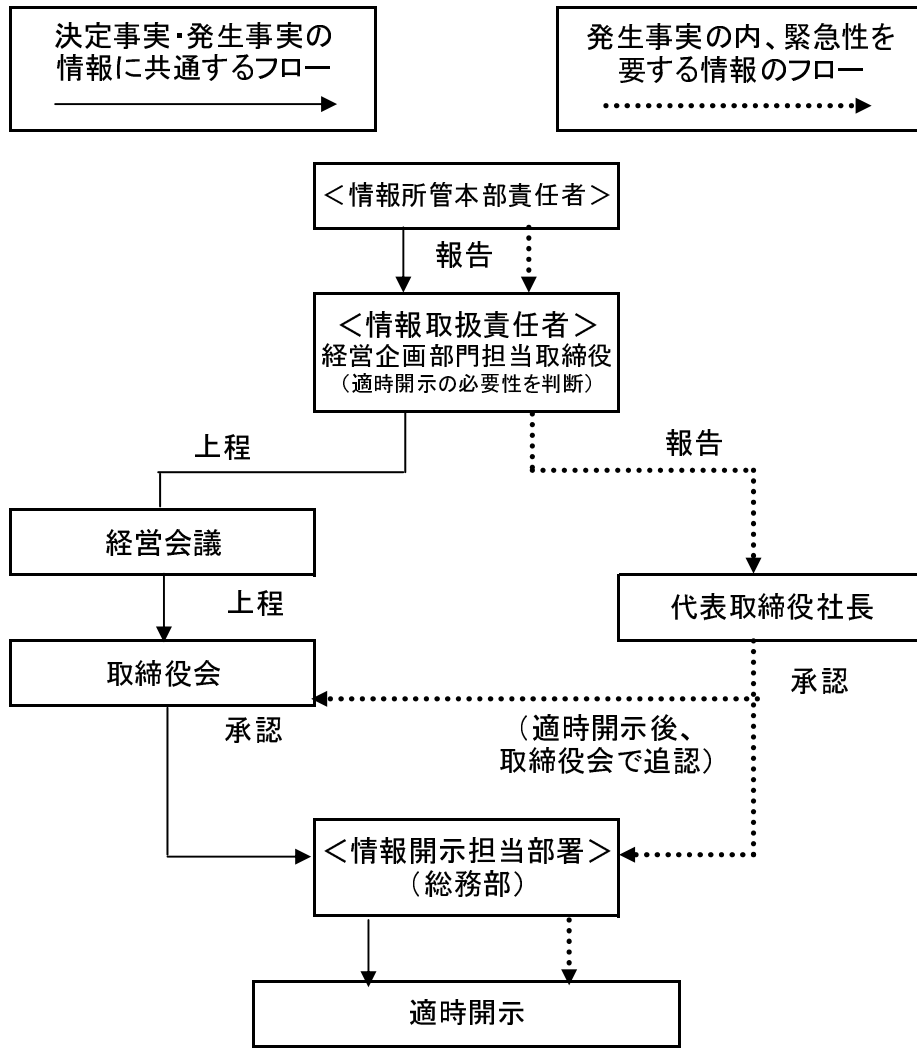 決定事実・発生事実の
情報に共通するフロー
発生事実の内、緊急性を
要する情報のフロー
＜情報所管本部責任者＞
報告
＜情報取扱責任者＞
経営企画部門担当取締役
（適時開示の必要性を判断）
上程
報告
経営会議
上程
代表取締役社長
取締役会
承認
承認
（適時開示後、
取締役会で追認）
＜情報開示担当部署＞
（総務部）
適時開示